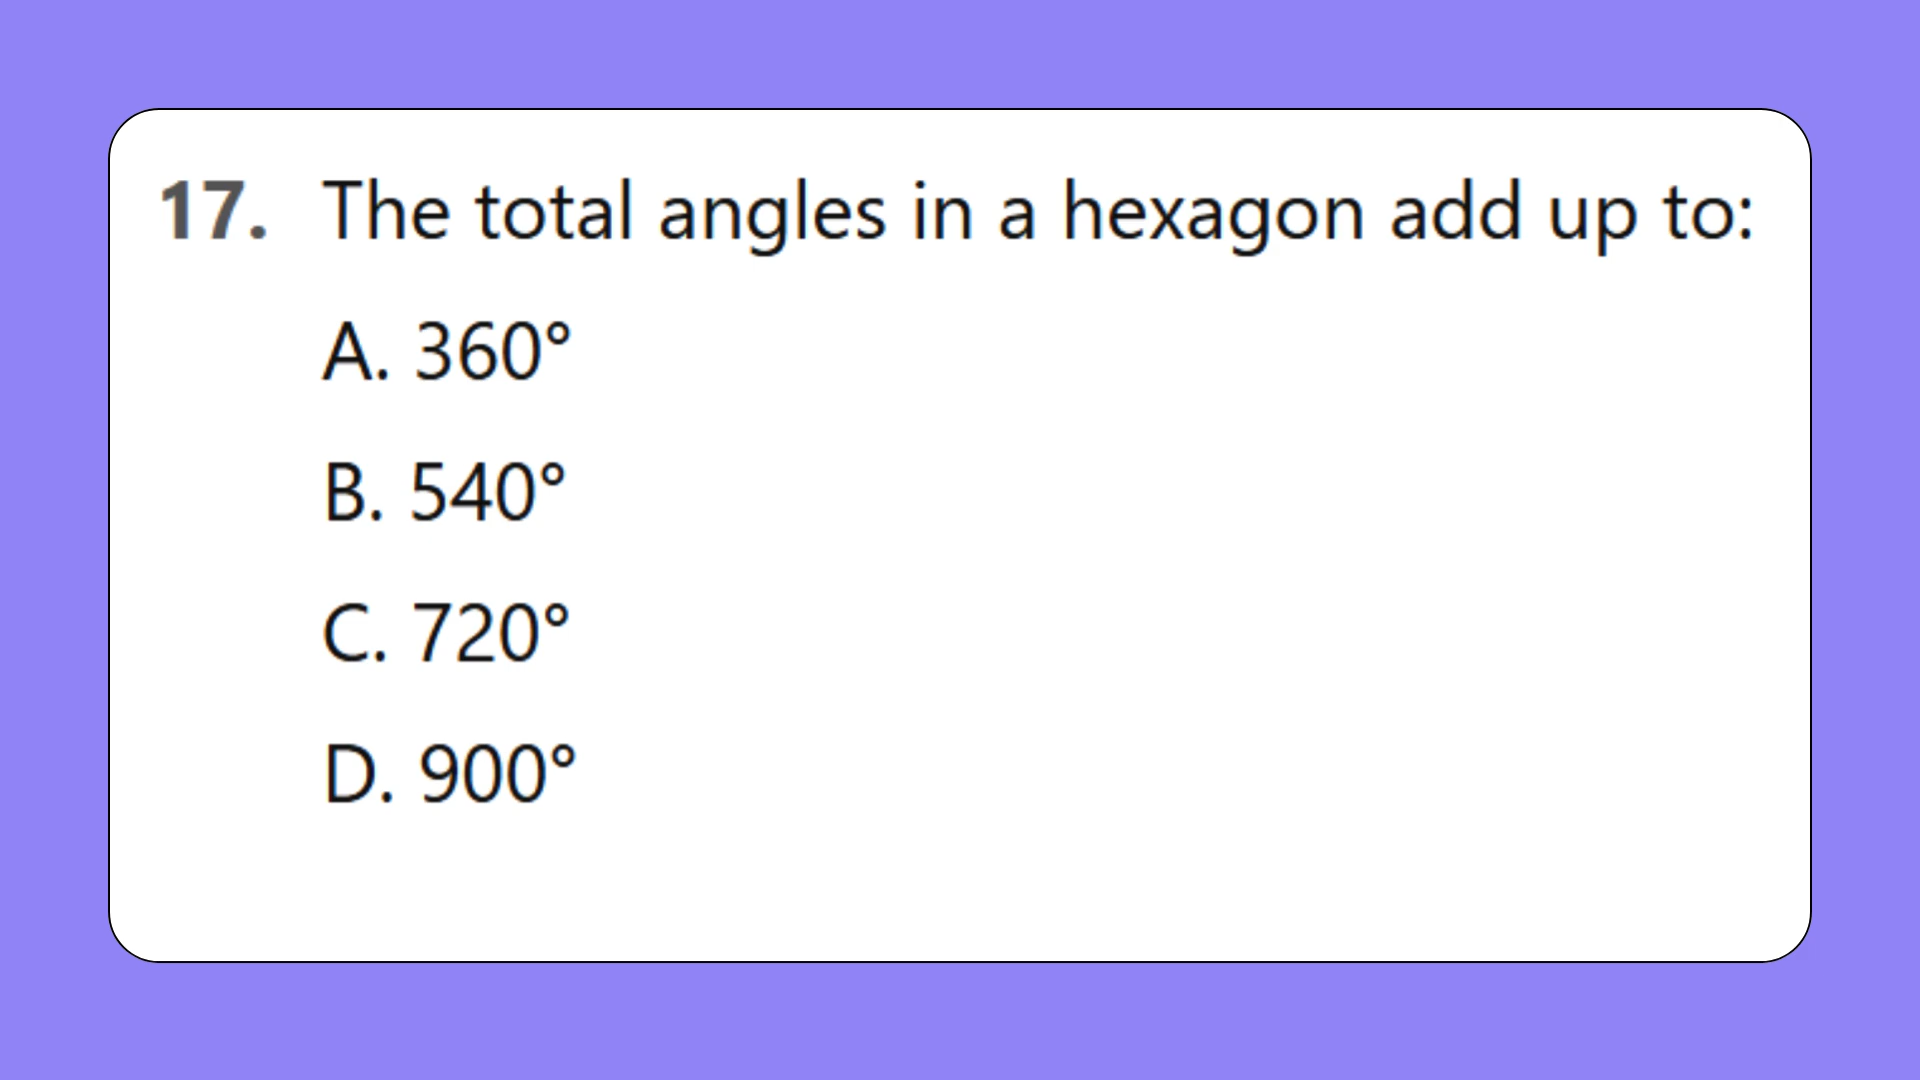 17. The total angles in a hexagon add up to:
A. 360°
B. 540°
C. 720°
D. 900°